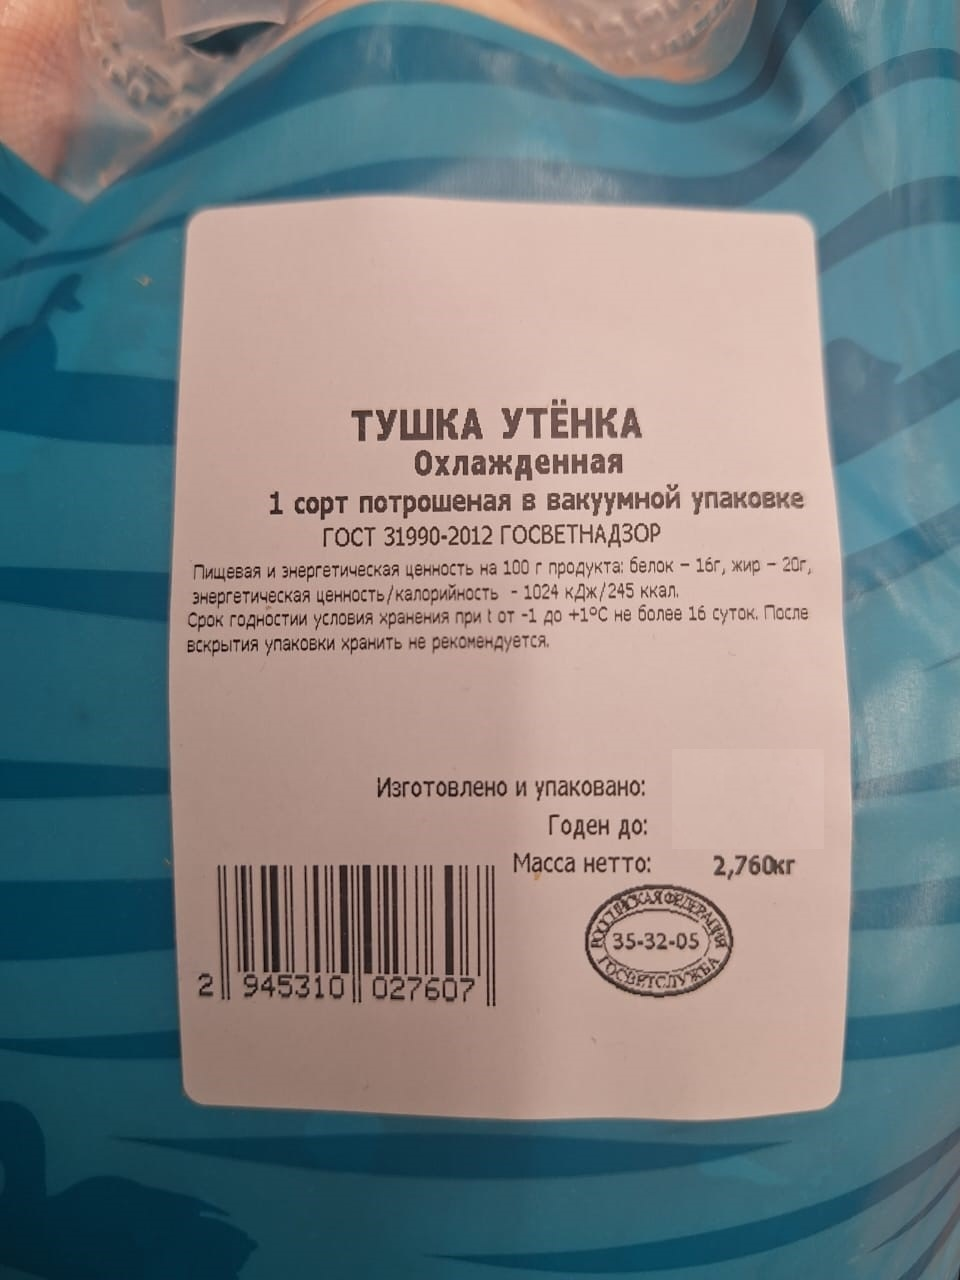 ТУШКА УТЁНКА
Охлажденная
1 сорт потрошеная в вакуумной упаковке
ГОСТ 31990-2012 ГОСВЕТНАДЗОР
Пищевая и энергетическая ценность на 100 г продукта: белок – 16г, жир – 20г,
энергетическая ценность/калорийность - 1024 кДж/245 ккал.
Срок годностии условия хранения при t от -1 до +1°С не более 16 суток. После
вскрытия упаковки хранить не рекомендуется.
Изготовлено и упаковано:
Годен до:
Масса нетто: 2,760кг
РОССИЙСКАЯ ФЕДЕРАЦИЯ
35-32-05
ГОСВЕТСЛУЖБА
2 945310 027607